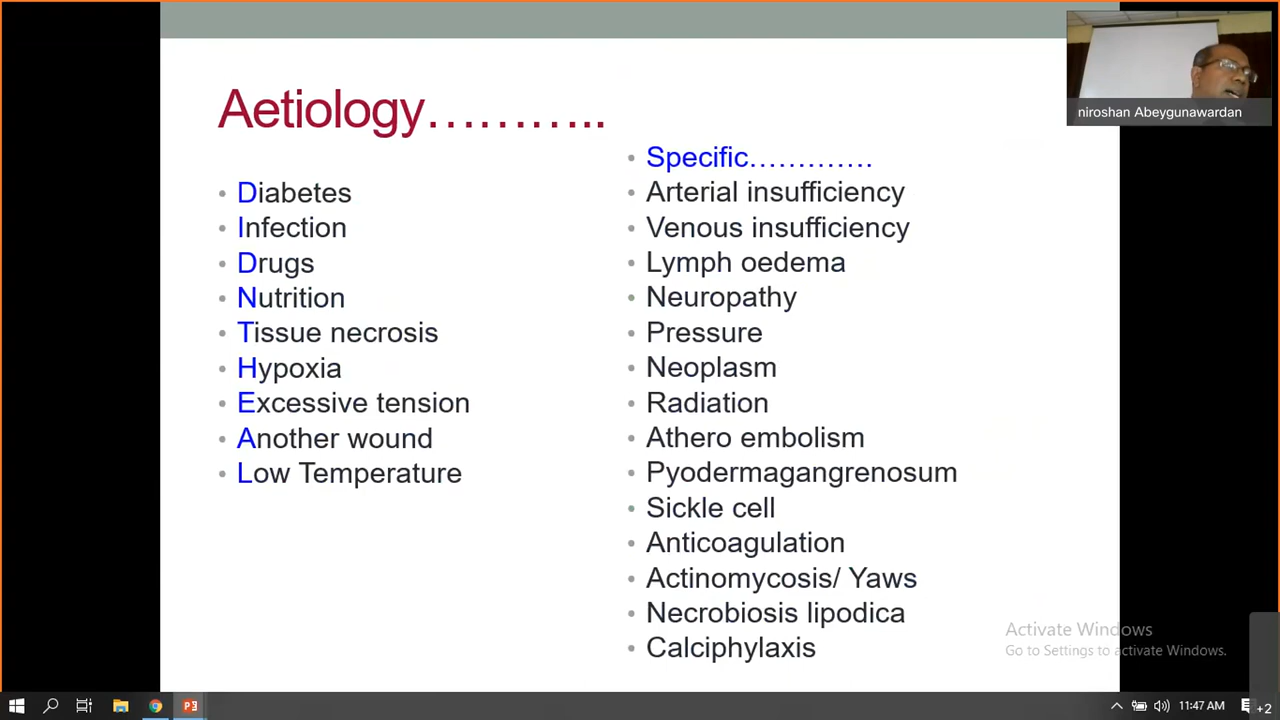 Aetiology………..
Diabetes
Infection
Drugs
Nutrition
Tissue necrosis
Hypoxia
Excessive tension
Another wound
Low Temperature
Specific………….
Arterial insufficiency
Venous insufficiency
Lymph oedema
Neuropathy
Pressure
Neoplasm
Radiation
Athero embolism
Pyodermagangrenosum
Sickle cell
Anticoagulation
Actinomycosis/ Yaws
Necrobiosis lipodica
Calciphylaxis
niroshan Abeygunawardan
Activate Windows
Go to Settings to activate Windows.
11:47 AM
+2